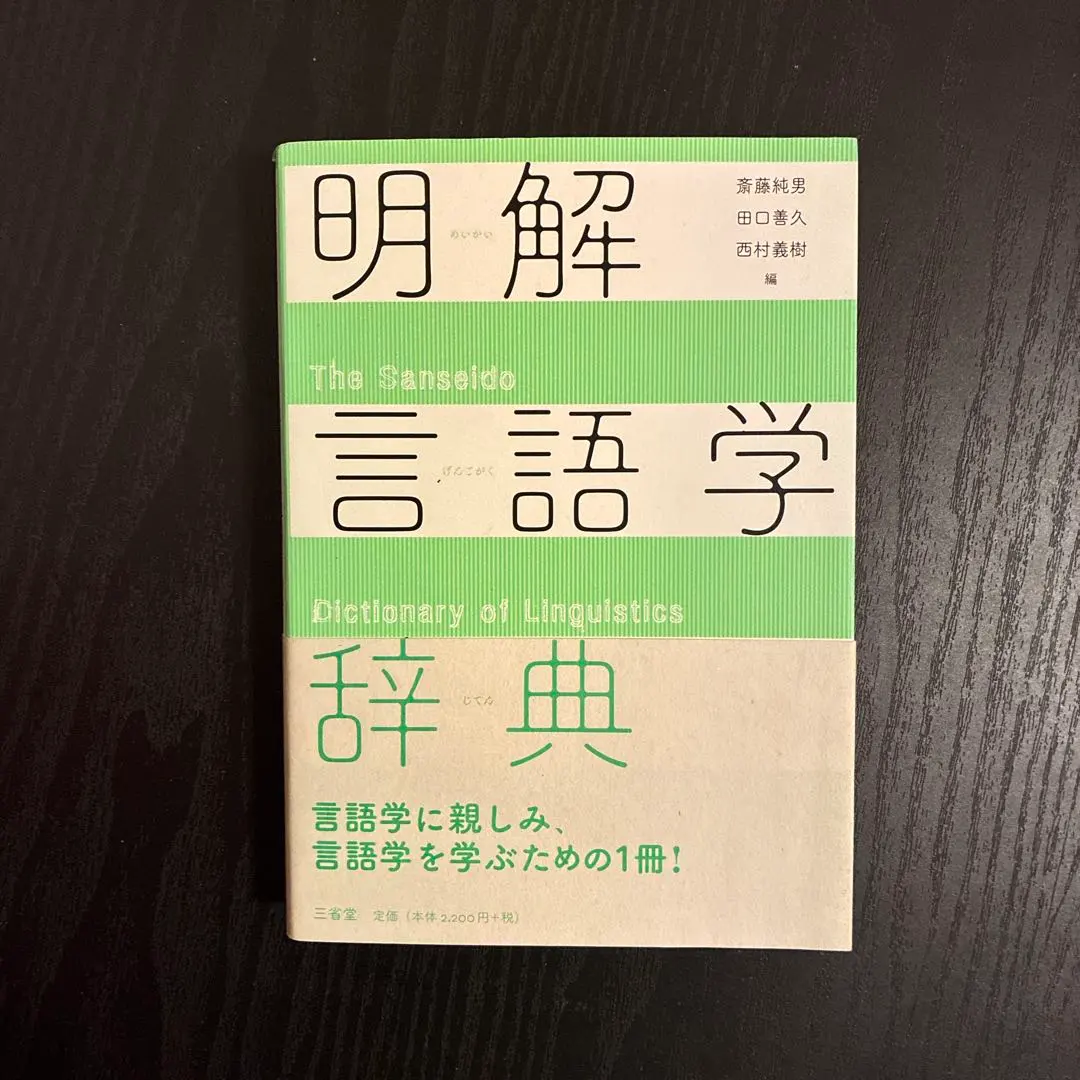 明解
めいかい
斎藤純男
田口善久
西村義樹
編
The Sanseido
言語学
げんごがく
Dictionary of Linguistics
辞典
じてん
言語学に親しみ、
言語学を学ぶための1冊！
三省堂 定価（本体2,200円+税）